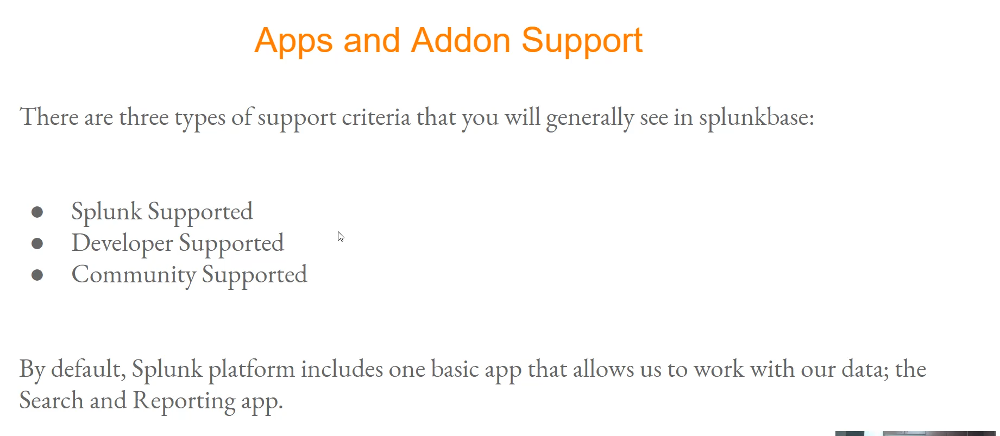 Apps and Addon Support
There are three types of support criteria that you will generally see in splunkbase:
● Splunk Supported
● Developer Supported
● Community Supported
By default, Splunk platform includes one basic app that allows us to work with our data; the
Search and Reporting app.